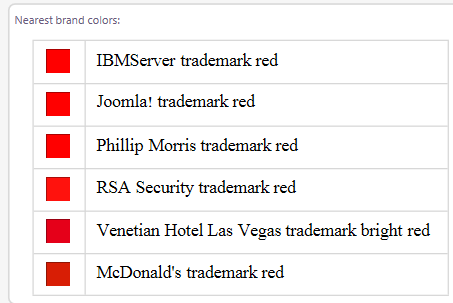 Nearest brand colors:
IBMServer trademark red
Joomla! trademark red
Phillip Morris trademark red
RSA Security trademark red
Venetian Hotel Las Vegas trademark bright red
McDonald's trademark red